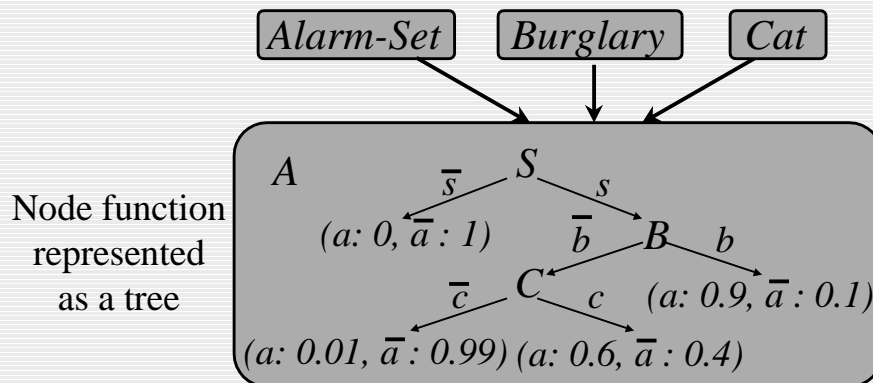 Alarm-Set Burglary Cat
A S
s̅ s
Node function
represented
as a tree
(a: 0, a̅ : 1) b̅ B b
c̅ C c (a: 0.9, a̅ : 0.1)
(a: 0.01, a̅ : 0.99) (a: 0.6, a̅ : 0.4)